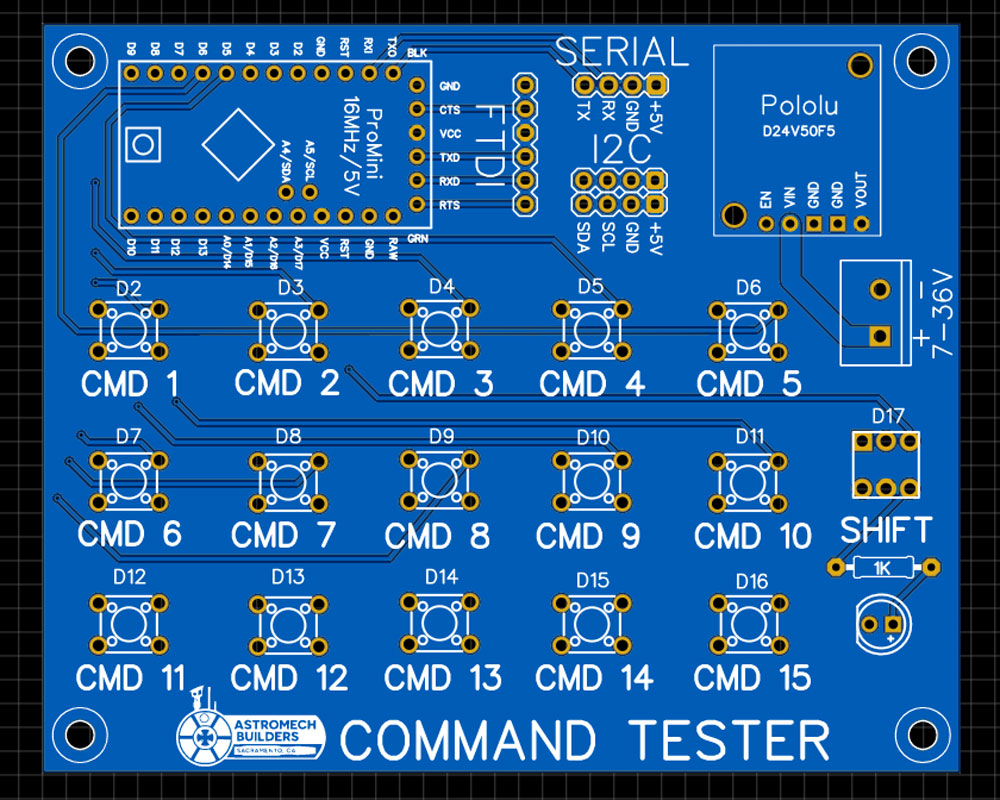 D9 D8 D7 D6 D5 D4 D3 D2 GND RST RXI TXO
BLK
GND
CTS
VCC
TXD
RXD
RTS
GRN
FTDI
ProMini
16MHz/5V
A4/SDA
A5/SCL
D10 D11 D12 D13 A0/D14 A1/D15 A2/D16 A3/D17 VCC RST GND RAW
SERIAL
TX RX GND +5V
I2C
SDA SCL GND +5V
Pololu
D24V50F5
EN VIN GND GND VOUT
7-36V
+ -
D2 D3 D4 D5 D6
CMD 1 CMD 2 CMD 3 CMD 4 CMD 5
D17
D7 D8 D9 D10 D11
CMD 6 CMD 7 CMD 8 CMD 9 CMD 10
SHIFT
1K
+
D12 D13 D14 D15 D16
CMD 11 CMD 12 CMD 13 CMD 14 CMD 15
ASTROMECH
BUILDERS
SACRAMENTO, CA
COMMAND TESTER